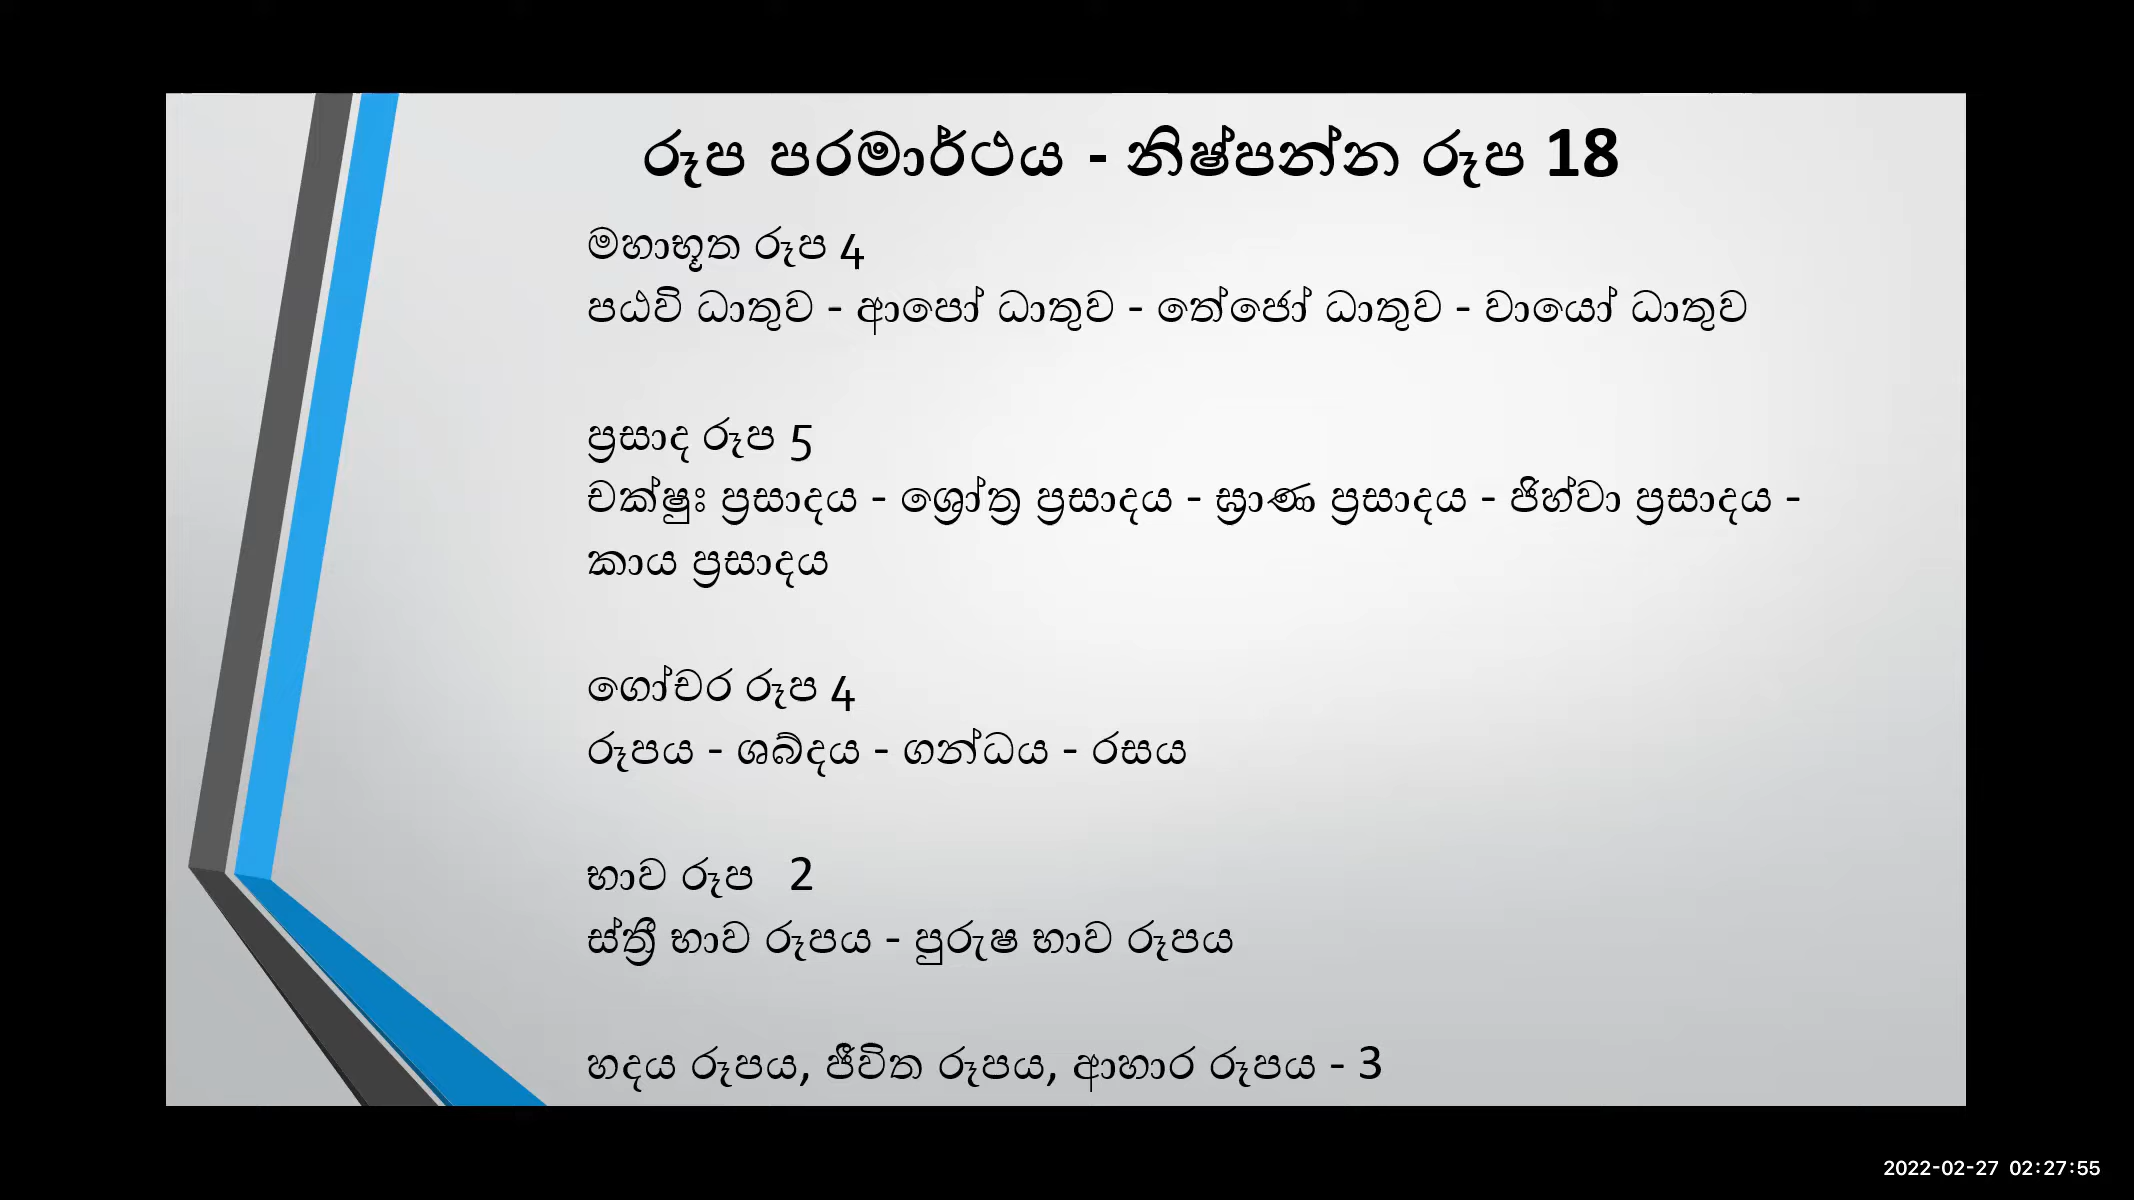 රූප පරමාර්ථය - නිෂ්පන්න රූප 18
මහාභූත රූප 4
පඨවි ධාතුව - ආපෝ ධාතුව - තේජෝ ධාතුව - වායෝ ධාතුව
ප්‍රසාද රූප 5
චක්ෂුඃ ප්‍රසාදය - ශ්‍රෝත්‍ර ප්‍රසාදය - ඝ්‍රාණ ප්‍රසාදය - ජිහ්වා ප්‍රසාදය -
කාය ප්‍රසාදය
ගෝචර රූප 4
රූපය - ශබ්දය - ගන්ධය - රසය
භාව රූප 2
ස්ත්‍රී භාව රූපය - පුරුෂ භාව රූපය
හදය රූපය, ජීවිත රූපය, ආහාර රූපය - 3
2022-02-27 02:27:55